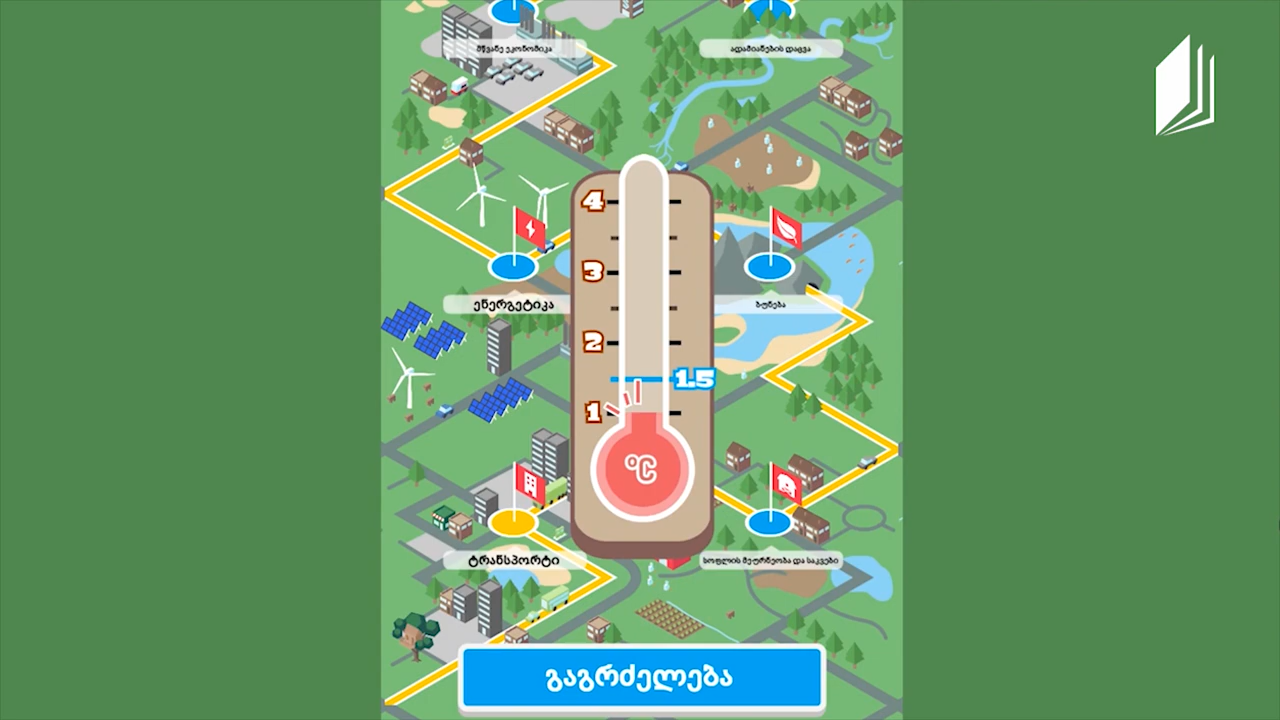 მწვანე ეკონომიკა
ადამიანების დაცვა
4
3
ენერგეტიკა
ბუნება
2
1.5
1
°C
ტრანსპორტი
სოფლის მეურნეობა და საკვები
გაგრძელება